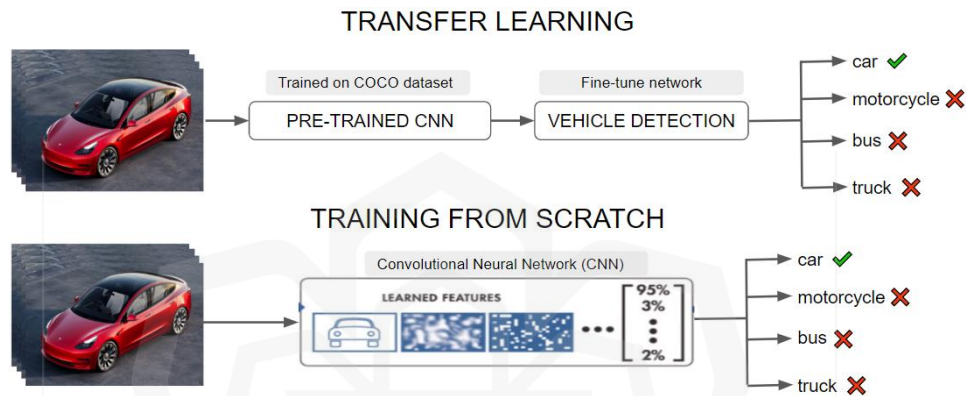 TRANSFER LEARNING
Trained on COCO dataset
Fine-tune network
PRE-TRAINED CNN
VEHICLE DETECTION
car
motorcycle
bus
truck
TRAINING FROM SCRATCH
Convolutional Neural Network (CNN)
LEARNED FEATURES
95%
3%
2%
car
motorcycle
bus
truck